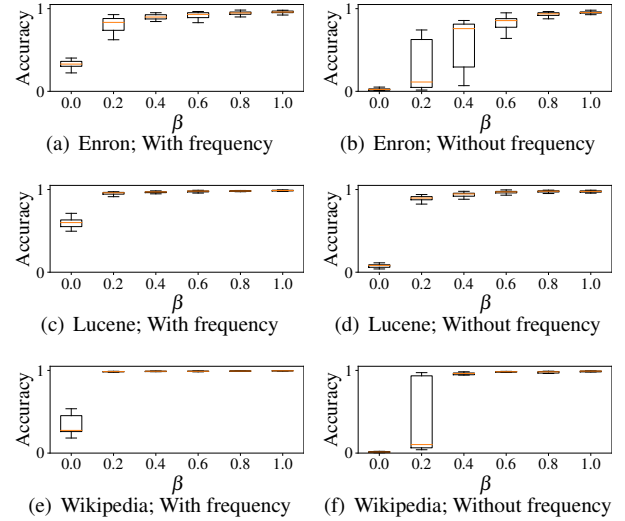 Accuracy
1
0
0.0 0.2 0.4 0.6 0.8 1.0
β
(a) Enron; With frequency
Accuracy
1
0
0.0 0.2 0.4 0.6 0.8 1.0
β
(b) Enron; Without frequency
Accuracy
1
0
0.0 0.2 0.4 0.6 0.8 1.0
β
(c) Lucene; With frequency
Accuracy
1
0
0.0 0.2 0.4 0.6 0.8 1.0
β
(d) Lucene; Without frequency
Accuracy
1
0
0.0 0.2 0.4 0.6 0.8 1.0
β
(e) Wikipedia; With frequency
Accuracy
1
0
0.0 0.2 0.4 0.6 0.8 1.0
β
(f) Wikipedia; Without frequency